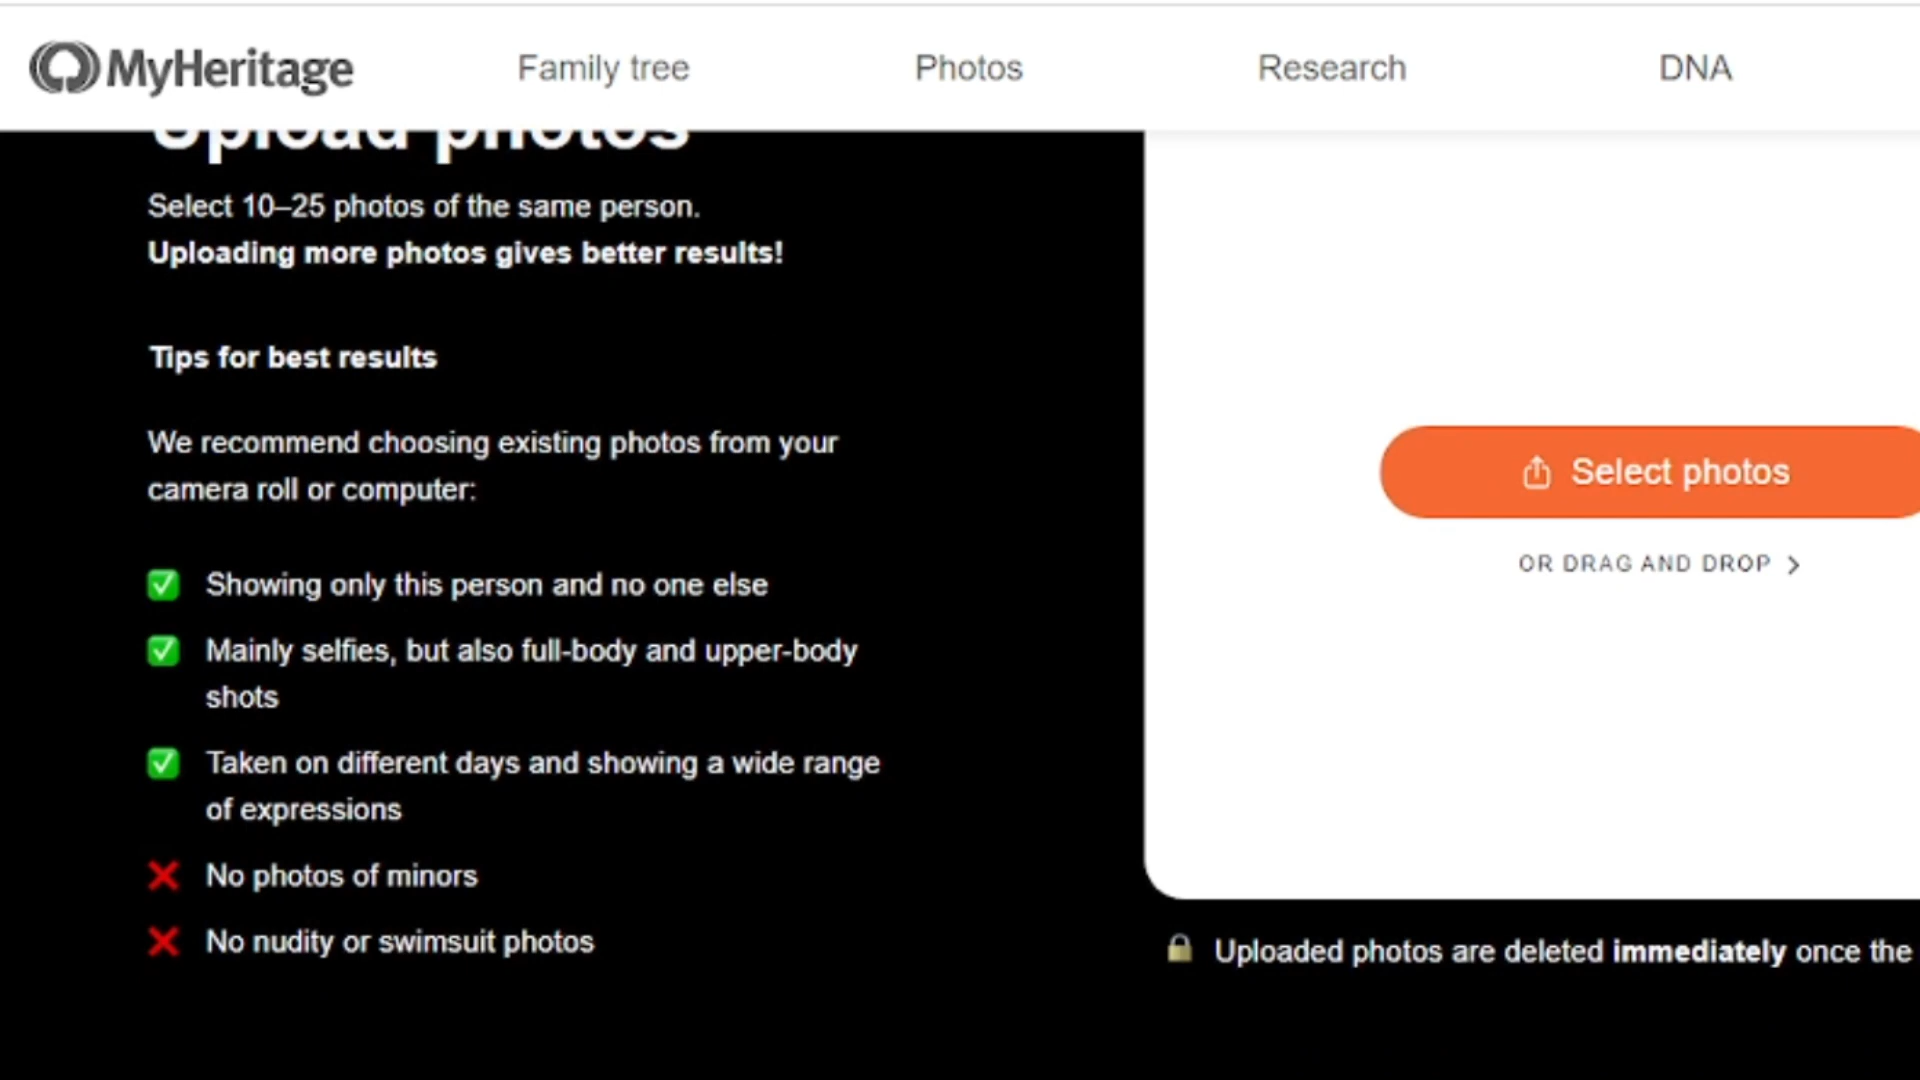 MyHeritage
Family tree
Photos
Research
DNA
Upload photos
Select 10–25 photos of the same person.
Uploading more photos gives better results!
Tips for best results
We recommend choosing existing photos from your
camera roll or computer:
Showing only this person and no one else
Mainly selfies, but also full-body and upper-body
shots
Taken on different days and showing a wide range
of expressions
No photos of minors
No nudity or swimsuit photos
Select photos
OR DRAG AND DROP
Uploaded photos are deleted immediately once the